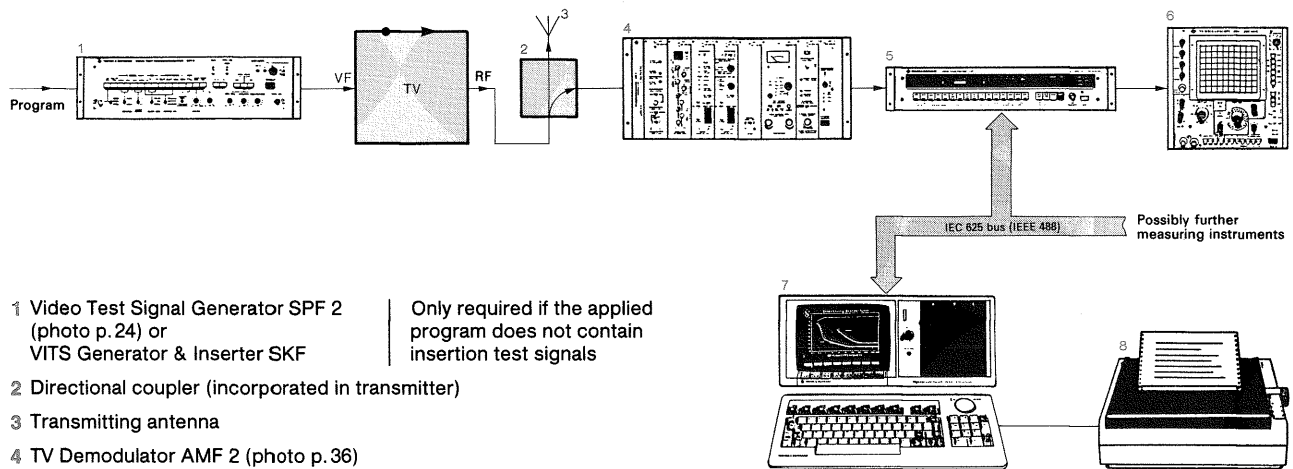 1
Program
VF
TV
RF
2
3
4
5
6
IEC 625 bus (IEEE 488)
Possibly further
measuring instruments
7
8
1 Video Test Signal Generator SPF 2
(photo p. 24) or
VITS Generator & Inserter SKF
Only required if the applied
program does not contain
insertion test signals
2 Directional coupler (incorporated in transmitter)
3 Transmitting antenna
4 TV Demodulator AMF 2 (photo p. 36)